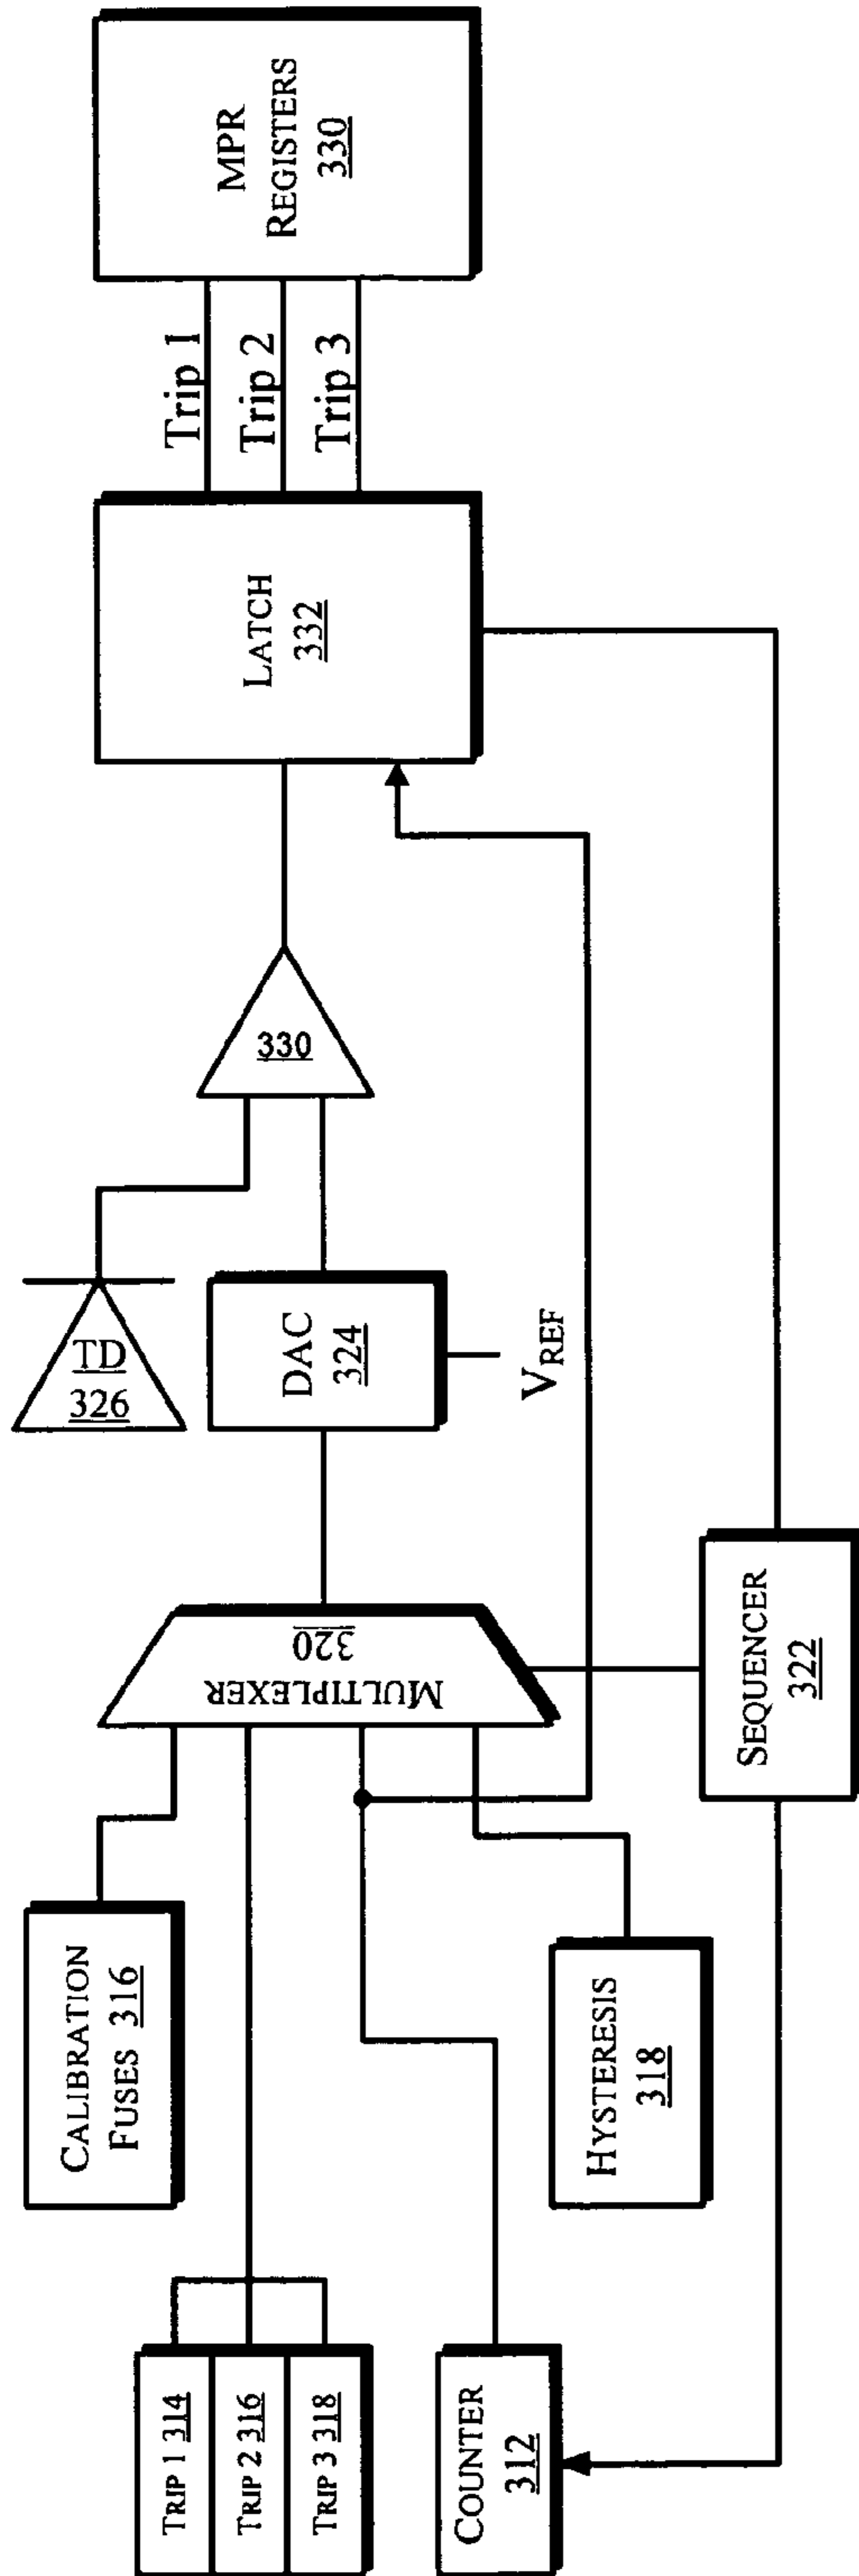 TRIP 1 314
TRIP 2 316
TRIP 3 318
COUNTER
312
CALIBRATION
FUSES 316
HYSTERESIS
318
MULTIPLEXER
320
SEQUENCER
322
TD
326
DAC
324
VREF
330
LATCH
332
Trip 1
Trip 2
Trip 3
MPR
REGISTERS
330